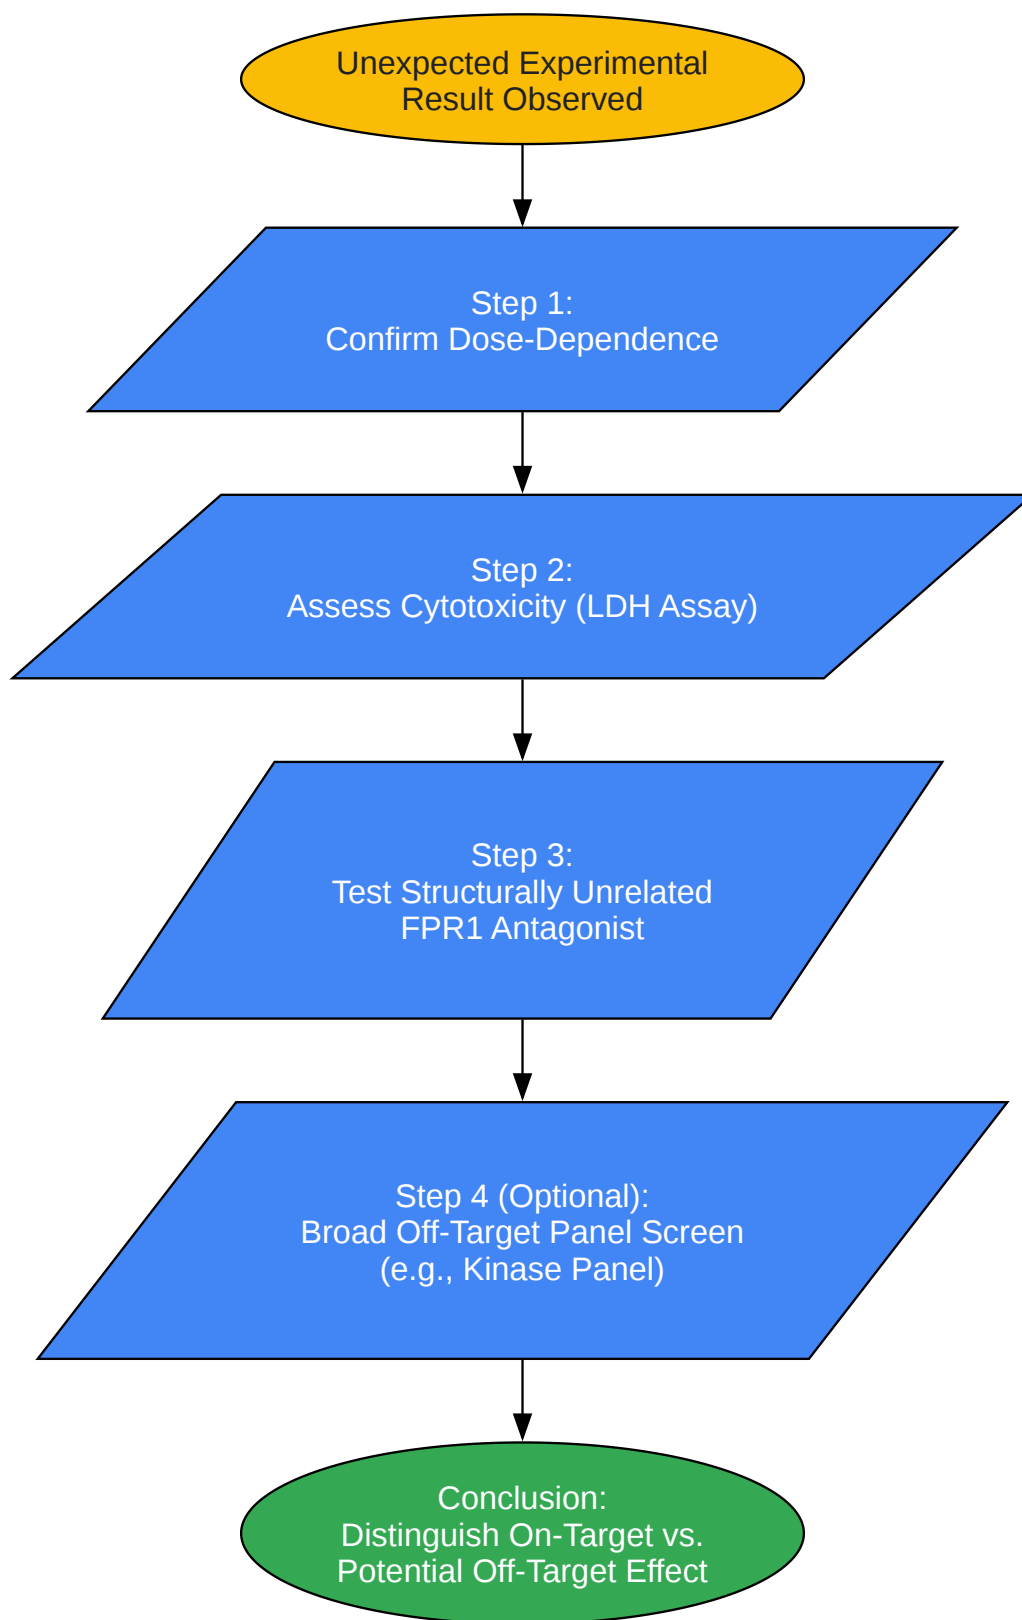 Unexpected Experimental
Result Observed
Step 1:
Confirm Dose-Dependence
Step 2:
Assess Cytotoxicity (LDH Assay)
Step 3:
Test Structurally Unrelated
FPR1 Antagonist
Step 4 (Optional):
Broad Off-Target Panel Screen
(e.g., Kinase Panel)
Conclusion:
Distinguish On-Target vs.
Potential Off-Target Effect